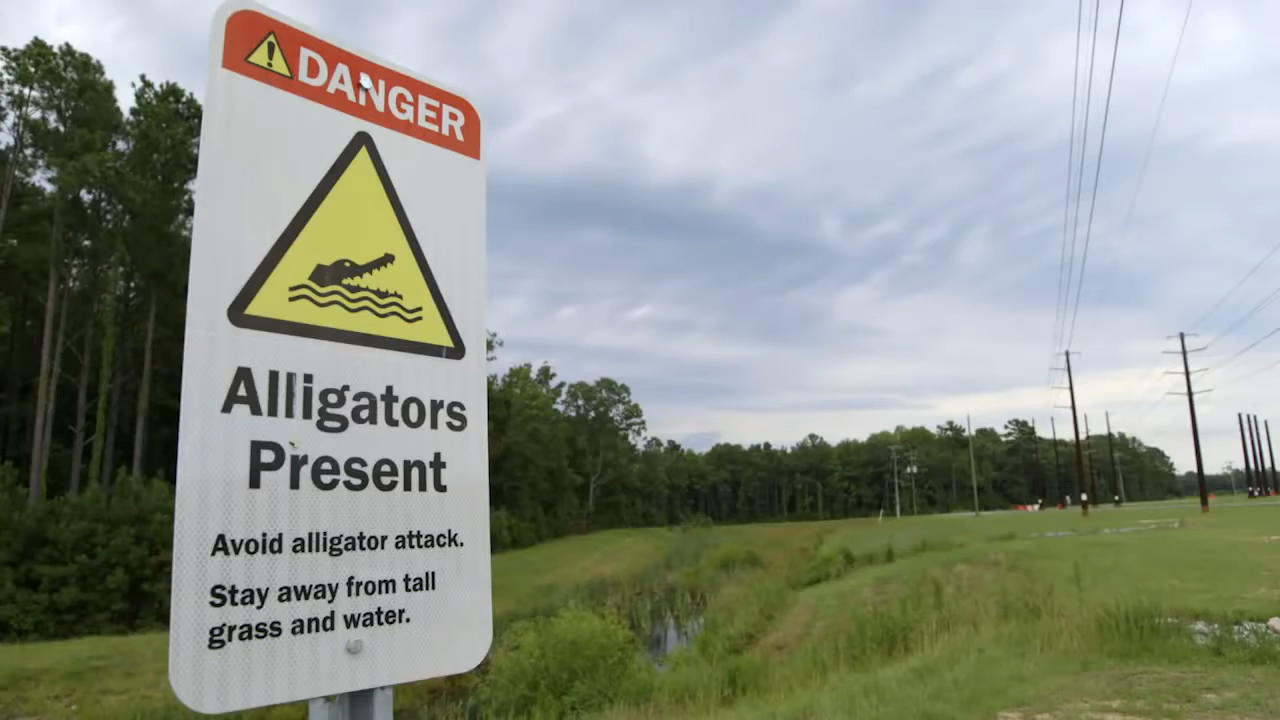 DANGER
Alligators
Present
Avoid alligator attack.
Stay away from tall
grass and water.